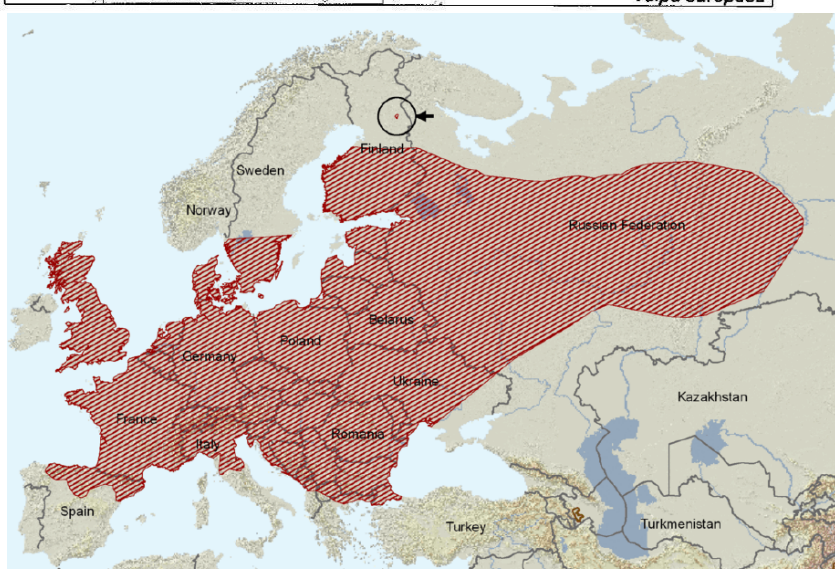 Talpa europaea
Finland
Sweden
Norway
Russian Federation
Belarus
Poland
Germany
Ukraine
Kazakhstan
France
Romania
Italy
Spain
Turkey
Turkmenistan